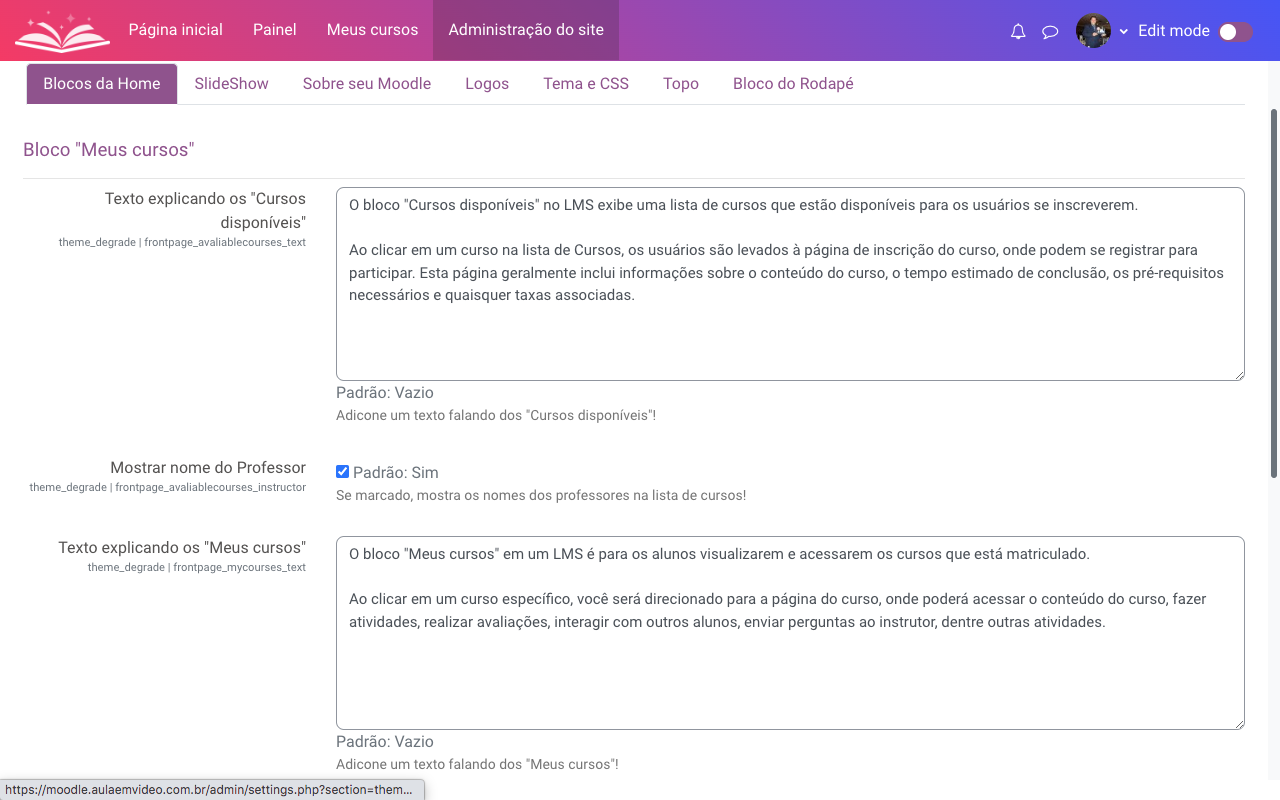 Página inicial
Painel
Meus cursos
Administração do site
Edit mode
Blocos da Home
SlideShow
Sobre seu Moodle
Logos
Tema e CSS
Topo
Bloco do Rodapé
Bloco "Meus cursos"
Texto explicando os "Cursos
disponíveis"
theme_degrade | frontpage_avaliablecourses_text
O bloco "Cursos disponíveis" no LMS exibe uma lista de cursos que estão disponíveis para os usuários se inscreverem.
Ao clicar em um curso na lista de Cursos, os usuários são levados à página de inscrição do curso, onde podem se registrar para
participar. Esta página geralmente inclui informações sobre o conteúdo do curso, o tempo estimado de conclusão, os pré-requisitos
necessários e quaisquer taxas associadas.
Padrão: Vazio
Adicione um texto falando dos "Cursos disponíveis"!
Mostrar nome do Professor
theme_degrade | frontpage_avaliablecourses_instructor
Padrão: Sim
Se marcado, mostra os nomes dos professores na lista de cursos!
Texto explicando os "Meus cursos"
theme_degrade | frontpage_mycourses_text
O bloco "Meus cursos" em um LMS é para os alunos visualizarem e acessarem os cursos que está matriculado.
Ao clicar em um curso específico, você será direcionado para a página do curso, onde poderá acessar o conteúdo do curso, fazer
atividades, realizar avaliações, interagir com outros alunos, enviar perguntas ao instrutor, dentre outras atividades.
Padrão: Vazio
Adicione um texto falando dos "Meus cursos"!
https://moodle.aulaemvideo.com.br/admin/settings.php?section=them...